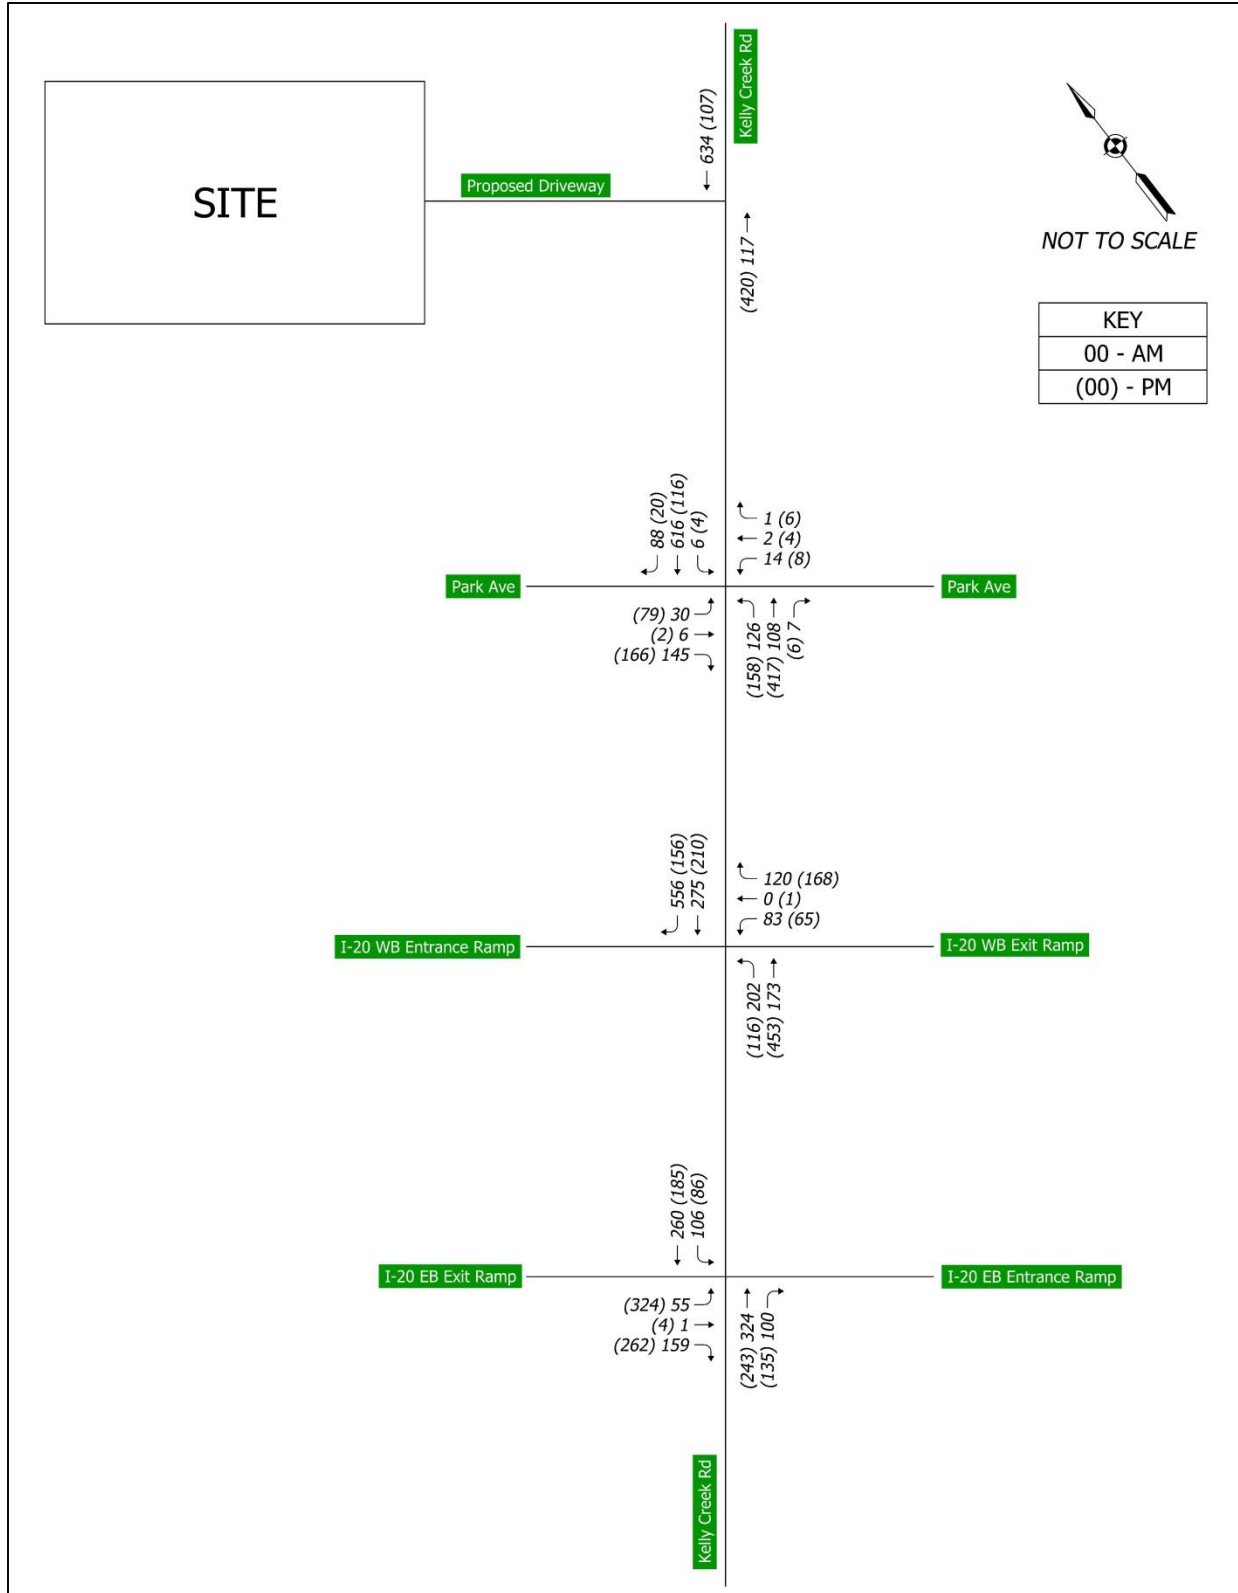 Kelly Creek Rd
634 (107)
Proposed Driveway
SITE
(420) 117
NOT TO SCALE
KEY
00 - AM
(00) - PM
88 (20)
616 (116)
6 (4)
1 (6)
2 (4)
14 (8)
Park Ave
Park Ave
(79) 30
(2) 6
(166) 145
(158) 126
(417) 108
(6) 7
556 (156)
275 (210)
120 (168)
0 (1)
83 (65)
I-20 WB Entrance Ramp
I-20 WB Exit Ramp
(116) 202
(453) 173
260 (185)
106 (86)
I-20 EB Exit Ramp
I-20 EB Entrance Ramp
(324) 55
(4) 1
(262) 159
(243) 324
(135) 100
Kelly Creek Rd